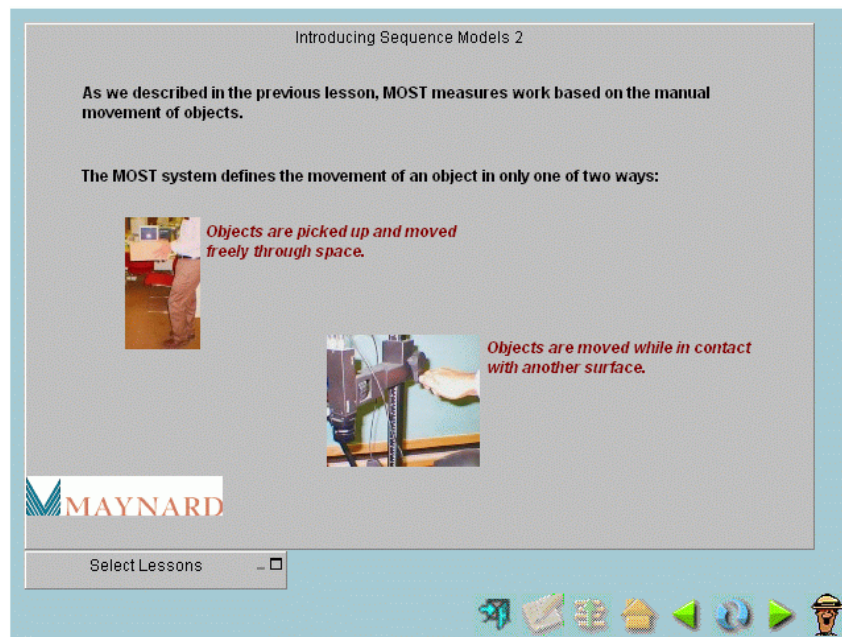 Introducing Sequence Models 2
As we described in the previous lesson, MOST measures work based on the manual
movement of objects.
The MOST system defines the movement of an object in only one of two ways:
Objects are picked up and moved
freely through space.
Objects are moved while in contact
with another surface.
MAYNARD
Select Lessons